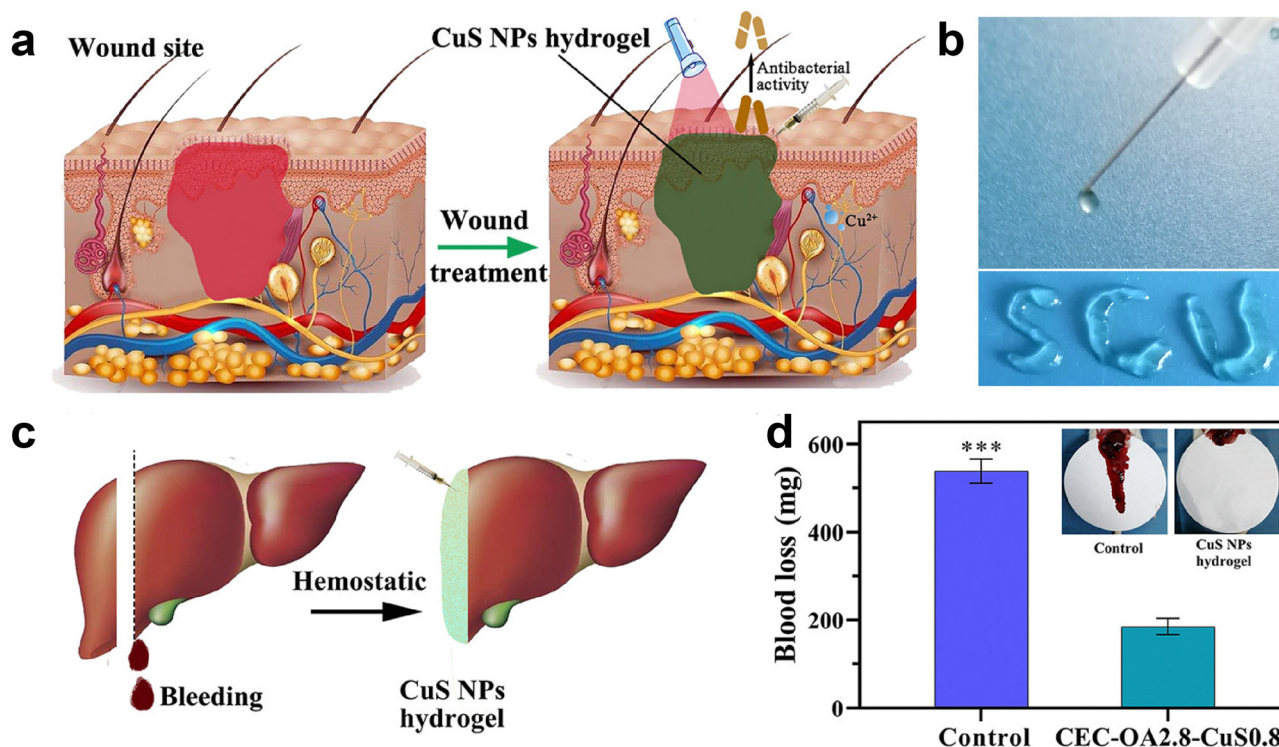 a
Wound site
CuS NPs hydrogel
Antibacterial
activity
Wound
treatment
Cu²⁺
b
SCU
c
Bleeding
Hemostatic
CuS NPs
hydrogel
d
Blood loss (mg)
600
400
200
0
***
Control
CuS NPs
hydrogel
Control
CEC-OA2.8-CuS0.8